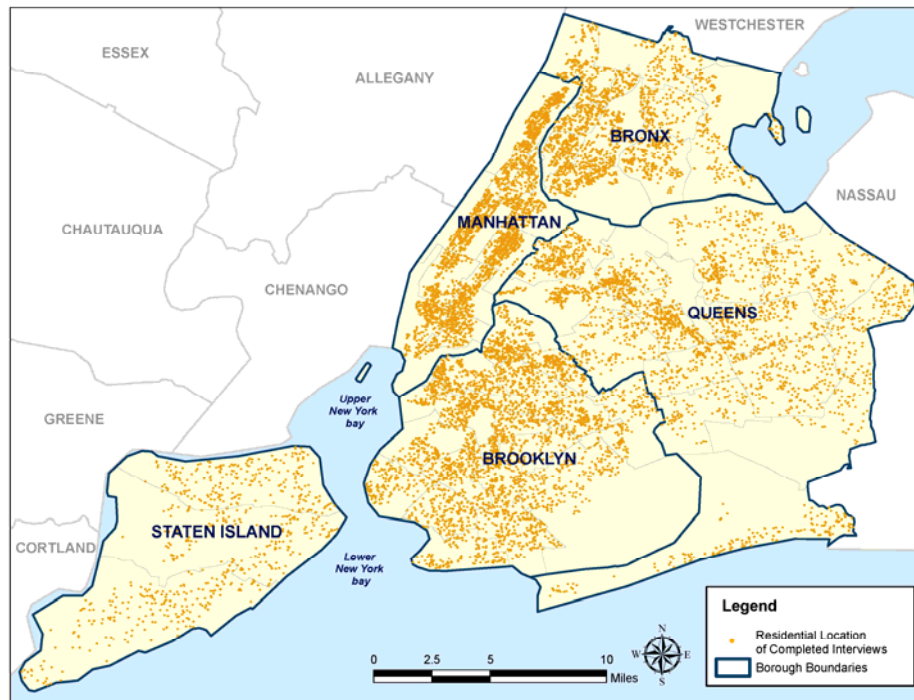 WESTCHESTER
ESSEX
ALLEGANY
BRONX
NASSAU
MANHATTAN
CHAUTAUQUA
CHENANGO
QUEENS
Upper
New York
bay
GREENE
BROOKLYN
STATEN ISLAND
CORTLAND
Lower
New York
bay
Legend
Residential Location
of Completed Interviews
Borough Boundaries
N
W E
S
0 2.5 5 10
Miles